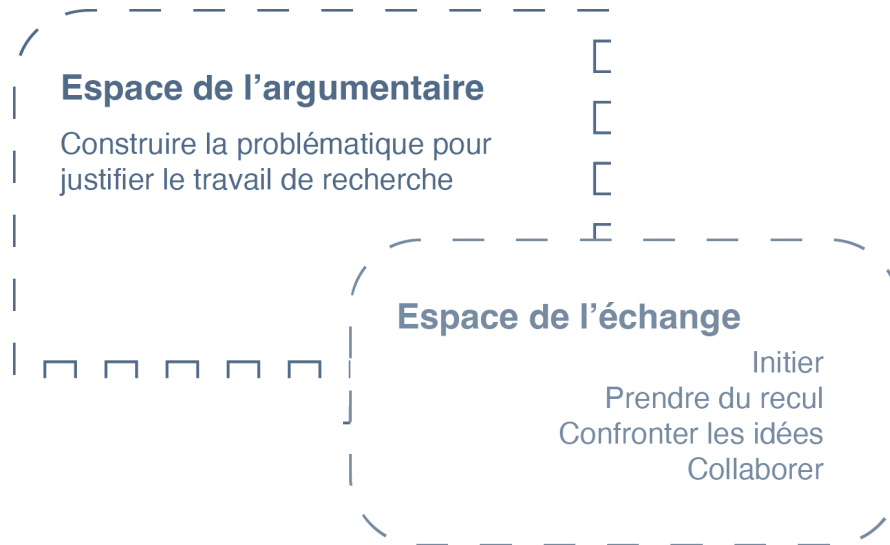 Espace de l’argumentaire
Construire la problématique pour
justifier le travail de recherche
Espace de l’échange
Initier
Prendre du recul
Confronter les idées
Collaborer